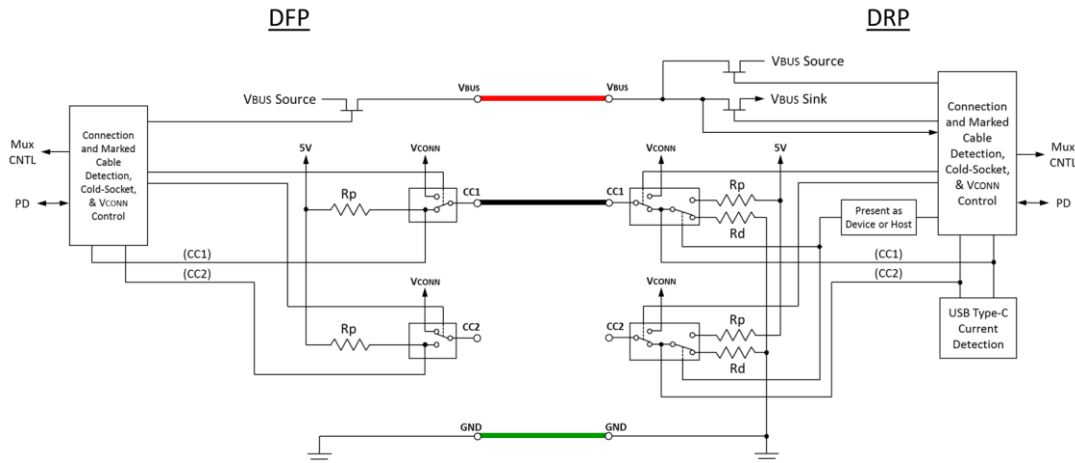 DFP
DRP
VBUS Source
VBUS
VBUS
VBUS Source
VBUS Sink
Connection
and Marked
Cable
Detection,
Cold-Socket,
& VCONN
Control
Mux
CNTL
PD
5V
VCONN
Rp
CC1
CC1
VCONN
5V
Rp
Rd
Connection
and Marked
Cable
Detection,
Cold-Socket,
& VCONN
Control
Mux
CNTL
PD
Present as
Device or Host
(CC1)
(CC2)
(CC1)
(CC2)
VCONN
Rp
CC2
CC2
VCONN
Rp
Rd
USB Type-C
Current
Detection
GND
GND